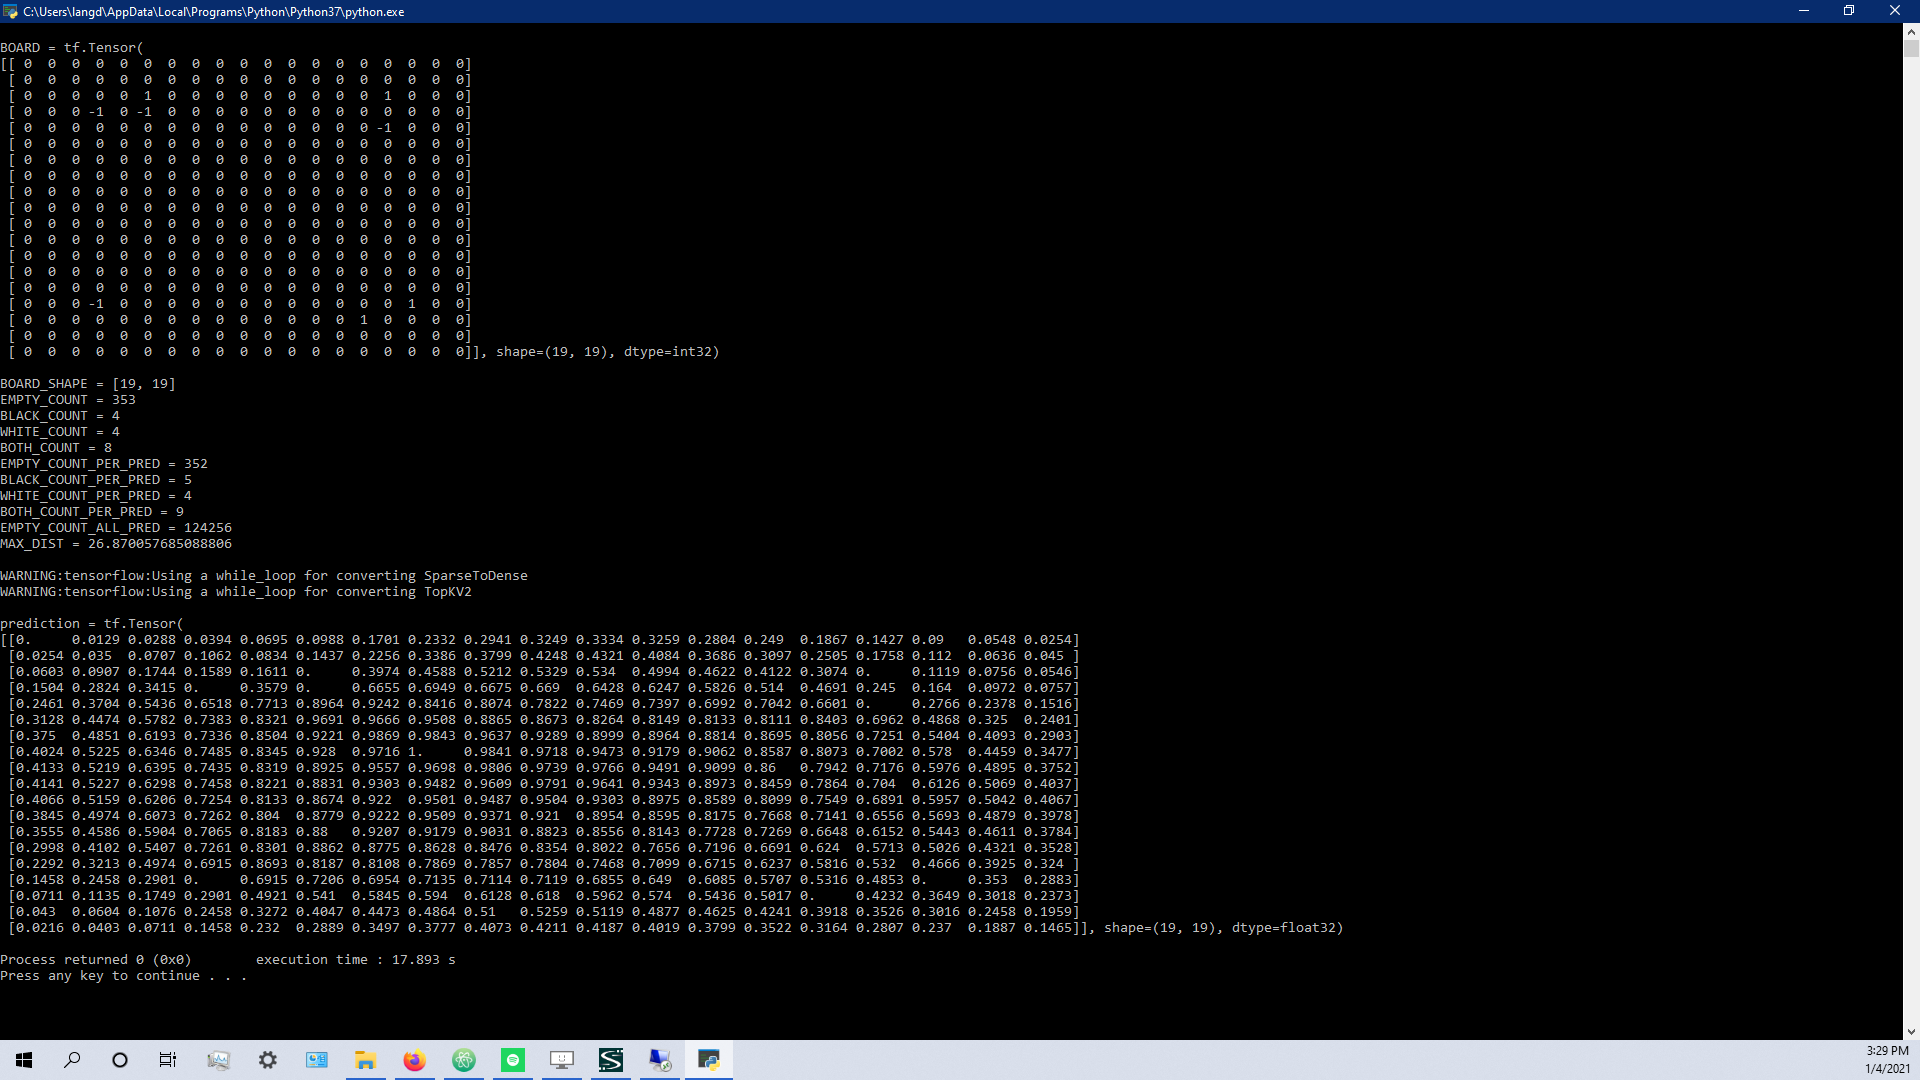 C:\Users\langd\AppData\Local\Programs\Python\Python37\python.exe
BOARD = tf.Tensor(
[[ 0  0  0  0  0  0  0  0  0  0  0  0  0  0  0  0  0  0  0]
 [ 0  0  0  0  0  0  0  0  0  0  0  0  0  0  0  0  0  0  0]
 [ 0  0  0  0  0  1  0  0  0  0  0  0  0  0  0  1  0  0  0]
 [ 0  0  0 -1  0 -1  0  0  0  0  0  0  0  0  0  0  0  0  0]
 [ 0  0  0  0  0  0  0  0  0  0  0  0  0  0  0 -1  0  0  0]
 [ 0  0  0  0  0  0  0  0  0  0  0  0  0  0  0  0  0  0  0]
 [ 0  0  0  0  0  0  0  0  0  0  0  0  0  0  0  0  0  0  0]
 [ 0  0  0  0  0  0  0  0  0  0  0  0  0  0  0  0  0  0  0]
 [ 0  0  0  0  0  0  0  0  0  0  0  0  0  0  0  0  0  0  0]
 [ 0  0  0  0  0  0  0  0  0  0  0  0  0  0  0  0  0  0  0]
 [ 0  0  0  0  0  0  0  0  0  0  0  0  0  0  0  0  0  0  0]
 [ 0  0  0  0  0  0  0  0  0  0  0  0  0  0  0  0  0  0  0]
 [ 0  0  0  0  0  0  0  0  0  0  0  0  0  0  0  0  0  0  0]
 [ 0  0  0  0  0  0  0  0  0  0  0  0  0  0  0  0  0  0  0]
 [ 0  0  0  0  0  0  0  0  0  0  0  0  0  0  0  0  0  0  0]
 [ 0  0  0 -1  0  0  0  0  0  0  0  0  0  0  0  0  1  0  0]
 [ 0  0  0  0  0  0  0  0  0  0  0  0  0  0  1  0  0  0  0]
 [ 0  0  0  0  0  0  0  0  0  0  0  0  0  0  0  0  0  0  0]
 [ 0  0  0  0  0  0  0  0  0  0  0  0  0  0  0  0  0  0  0]], shape=(19, 19), dtype=int32)
BOARD_SHAPE = [19, 19]
EMPTY_COUNT = 353
BLACK_COUNT = 4
WHITE_COUNT = 4
BOTH_COUNT = 8
EMPTY_COUNT_PER_PRED = 352
BLACK_COUNT_PER_PRED = 5
WHITE_COUNT_PER_PRED = 4
BOTH_COUNT_PER_PRED = 9
EMPTY_COUNT_ALL_PRED = 124256
MAX_DIST = 26.870057685088806
WARNING:tensorflow:Using a while_loop for converting SparseToDense
WARNING:tensorflow:Using a while_loop for converting TopKV2
prediction = tf.Tensor(
[[0.     0.0129 0.0288 0.0394 0.0695 0.0988 0.1701 0.2332 0.2941 0.3249 0.3334 0.3259 0.2804 0.249  0.1867 0.1427 0.09   0.0548 0.0254]
 [0.0254 0.035  0.0707 0.1062 0.0834 0.1437 0.2256 0.3386 0.3799 0.4248 0.4321 0.4084 0.3686 0.3097 0.2505 0.1758 0.112  0.0636 0.045 ]
 [0.0603 0.0907 0.1744 0.1589 0.1611 0.     0.3974 0.4588 0.5212 0.5329 0.534  0.4994 0.4622 0.4122 0.3074 0.     0.1119 0.0756 0.0546]
 [0.1504 0.2824 0.3415 0.     0.3579 0.     0.6655 0.6949 0.6675 0.669  0.6428 0.6247 0.5826 0.514  0.4691 0.245  0.164  0.0972 0.0757]
 [0.2461 0.3704 0.5436 0.6518 0.7713 0.8964 0.9242 0.8416 0.8074 0.7822 0.7469 0.7397 0.6992 0.7042 0.6601 0.     0.2766 0.2378 0.1516]
 [0.3128 0.4474 0.5782 0.7383 0.8321 0.9691 0.9666 0.9508 0.8865 0.8673 0.8264 0.8149 0.8133 0.8111 0.8403 0.6962 0.4868 0.325  0.2401]
 [0.375  0.4851 0.6193 0.7336 0.8504 0.9221 0.9869 0.9843 0.9637 0.9289 0.8999 0.8964 0.8814 0.8695 0.8056 0.7251 0.5404 0.4093 0.2903]
 [0.4024 0.5225 0.6346 0.7485 0.8345 0.928  0.9716 1.     0.9841 0.9718 0.9473 0.9179 0.9062 0.8587 0.8073 0.7002 0.578  0.4459 0.3477]
 [0.4133 0.5219 0.6395 0.7435 0.8319 0.8925 0.9557 0.9698 0.9806 0.9739 0.9766 0.9491 0.9099 0.86   0.7942 0.7176 0.5976 0.4895 0.3752]
 [0.4141 0.5227 0.6298 0.7458 0.8221 0.8831 0.9303 0.9482 0.9609 0.9791 0.9641 0.9343 0.8973 0.8459 0.7864 0.704  0.6126 0.5069 0.4037]
 [0.4066 0.5159 0.6206 0.7254 0.8133 0.8674 0.922  0.9501 0.9487 0.9504 0.9303 0.8975 0.8589 0.8099 0.7549 0.6891 0.5957 0.5042 0.4067]
 [0.3845 0.4974 0.6073 0.7262 0.804  0.8779 0.9222 0.9222 0.9509 0.9371 0.921  0.8954 0.8595 0.8175 0.7668 0.7141 0.6556 0.5693 0.4879 0.3978]
 [0.3555 0.4586 0.5904 0.7065 0.8183 0.88   0.9207 0.9179 0.9031 0.8823 0.8556 0.8143 0.7728 0.7269 0.6648 0.6152 0.5443 0.4611 0.3784]
 [0.2998 0.4102 0.5407 0.7261 0.8301 0.8862 0.8775 0.8628 0.8476 0.8354 0.8022 0.7656 0.7196 0.6691 0.624  0.5713 0.5026 0.4321 0.3528]
 [0.2292 0.3213 0.4974 0.6915 0.8693 0.8187 0.8108 0.7869 0.7857 0.7804 0.7468 0.7099 0.6715 0.6237 0.5816 0.532  0.4666 0.3925 0.324 ]
 [0.1458 0.2458 0.2901 0.     0.6915 0.7206 0.6954 0.7135 0.7114 0.7119 0.6855 0.649  0.6085 0.5707 0.5316 0.4853 0.     0.353  0.2883]
 [0.0711 0.1135 0.1749 0.2901 0.4921 0.541  0.5845 0.594  0.6128 0.618  0.5962 0.574  0.5436 0.5017 0.     0.4232 0.3649 0.3018 0.2373]
 [0.043  0.0604 0.1076 0.2458 0.3272 0.4047 0.4473 0.4864 0.51   0.5259 0.5119 0.4877 0.4625 0.4241 0.3918 0.3526 0.3016 0.2458 0.1959]
 [0.0216 0.0403 0.0711 0.1458 0.232  0.2889 0.3497 0.3777 0.4073 0.4211 0.4187 0.4019 0.3799 0.3522 0.3164 0.2807 0.237  0.1887 0.1465]], shape=(19, 19), dtype=float32)
Process returned 0 (0x0)        execution time : 17.893 s
Press any key to continue . . .
3:29 PM
1/4/2021